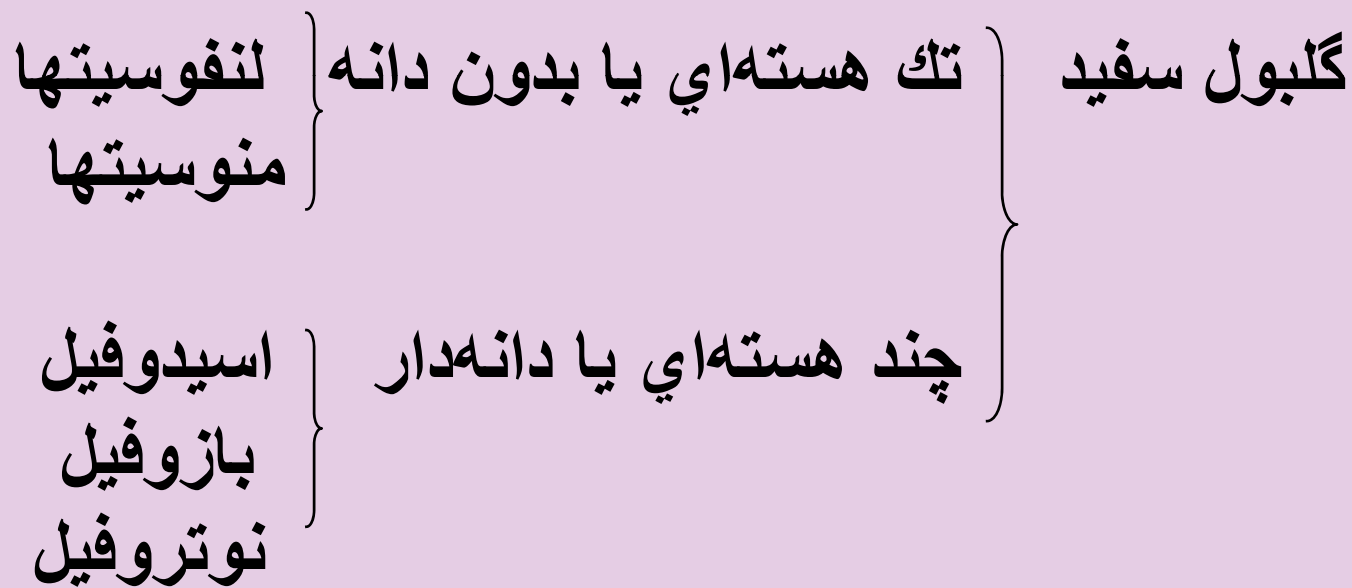 گلبول سفید تك هسته‌اي يا بدون دانه لنفوسيتها
منوسيتها
چند هسته‌اي يا دانه‌دار اسيدوفيل
بازوفيل
نوتروفيل